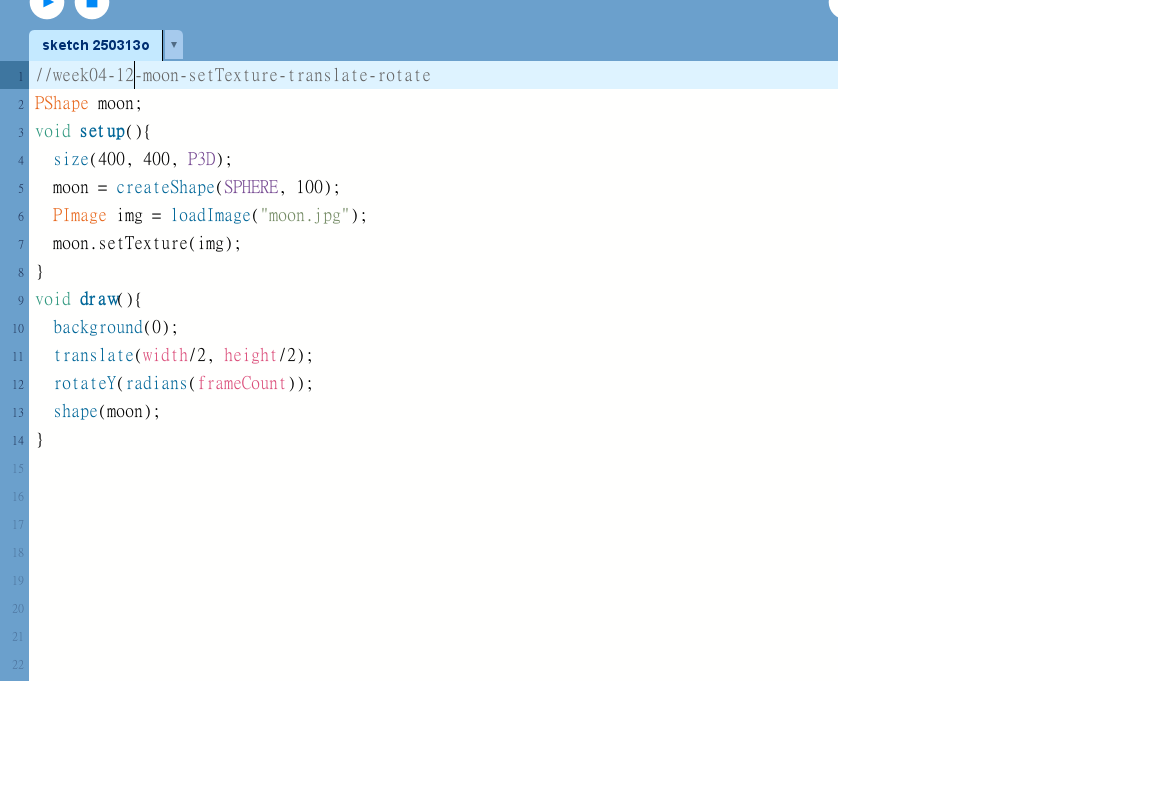 sketch 250313o ▼
1 //week04-12-moon-setTexture-translate-rotate
2 PShape moon;
3 void setup(){
4   size(400, 400, P3D);
5   moon = createShape(SPHERE, 100);
6   PImage img = loadImage("moon.jpg");
7   moon.setTexture(img);
8 }
9 void draw(){
10   background(0);
11   translate(width/2, height/2);
12   rotateY(radians(frameCount));
13   shape(moon);
14 }
15
16
17
18
19
20
21
22